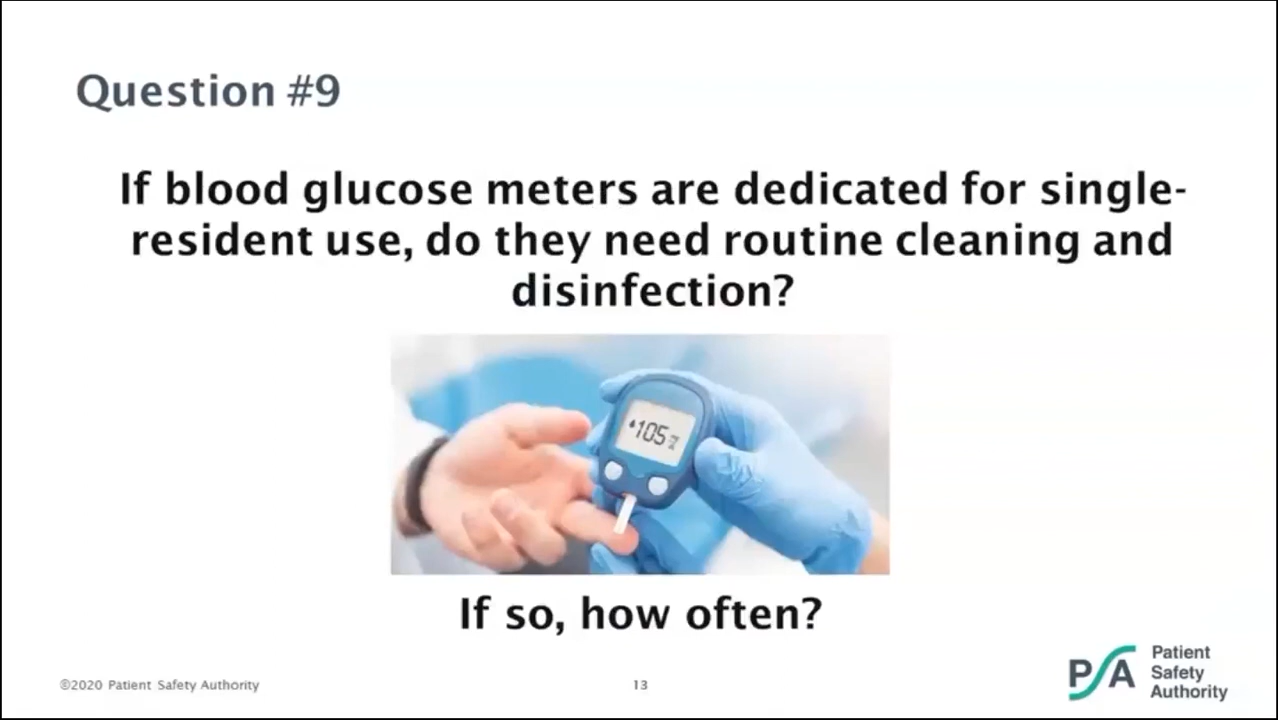 Question #9
If blood glucose meters are dedicated for single-
resident use, do they need routine cleaning and
disinfection?
105
If so, how often?
©2020 Patient Safety Authority
13
PSA
Patient
Safety
Authority